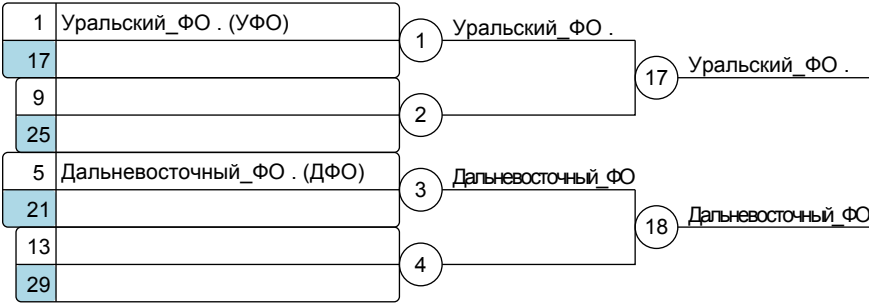 1 Уральский_ФО . (УФО)
17
1 Уральский_ФО .
9
25
2
17 Уральский_ФО .
5 Дальневосточный_ФО . (ДФО)
21
3 Дальневосточный_ФО
13
29
4
18 Дальневосточный_ФО